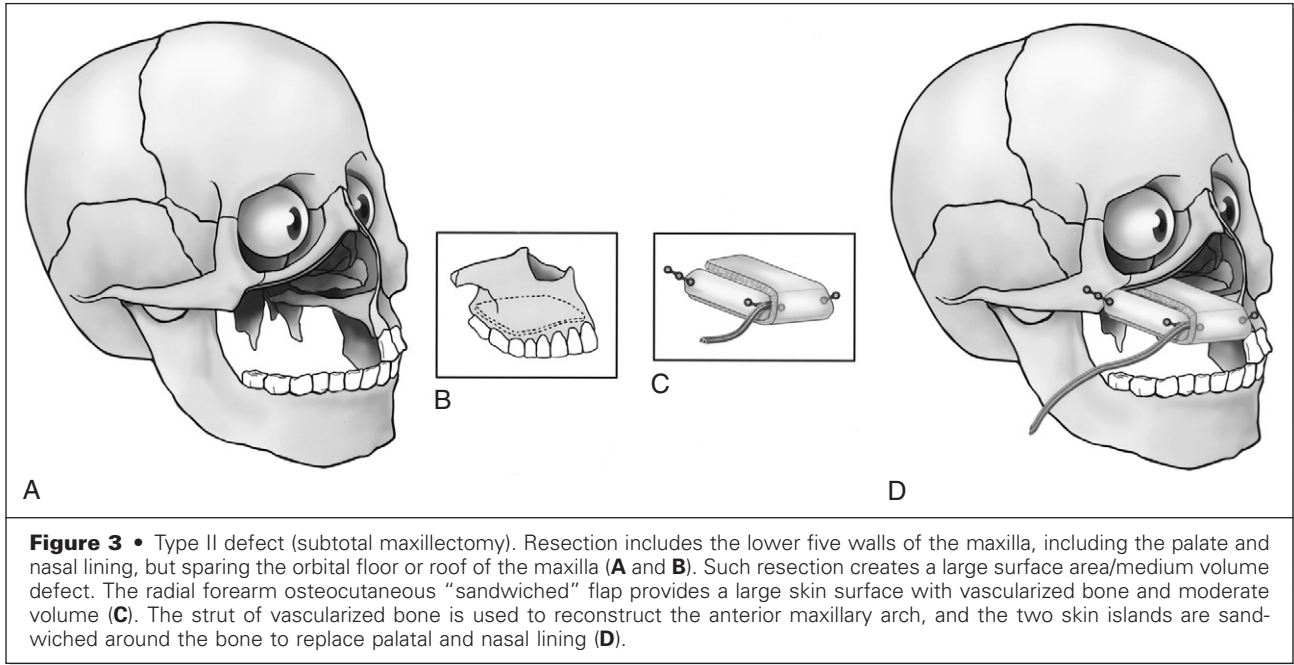 A
B
C
D
Figure 3 • Type II defect (subtotal maxillectomy). Resection includes the lower five walls of the maxilla, including the palate and
nasal lining, but sparing the orbital floor or roof of the maxilla (A and B). Such resection creates a large surface area/medium volume
defect. The radial forearm osteocutaneous “sandwiched” flap provides a large skin surface with vascularized bone and moderate
volume (C). The strut of vascularized bone is used to reconstruct the anterior maxillary arch, and the two skin islands are sand-
wiched around the bone to replace palatal and nasal lining (D).